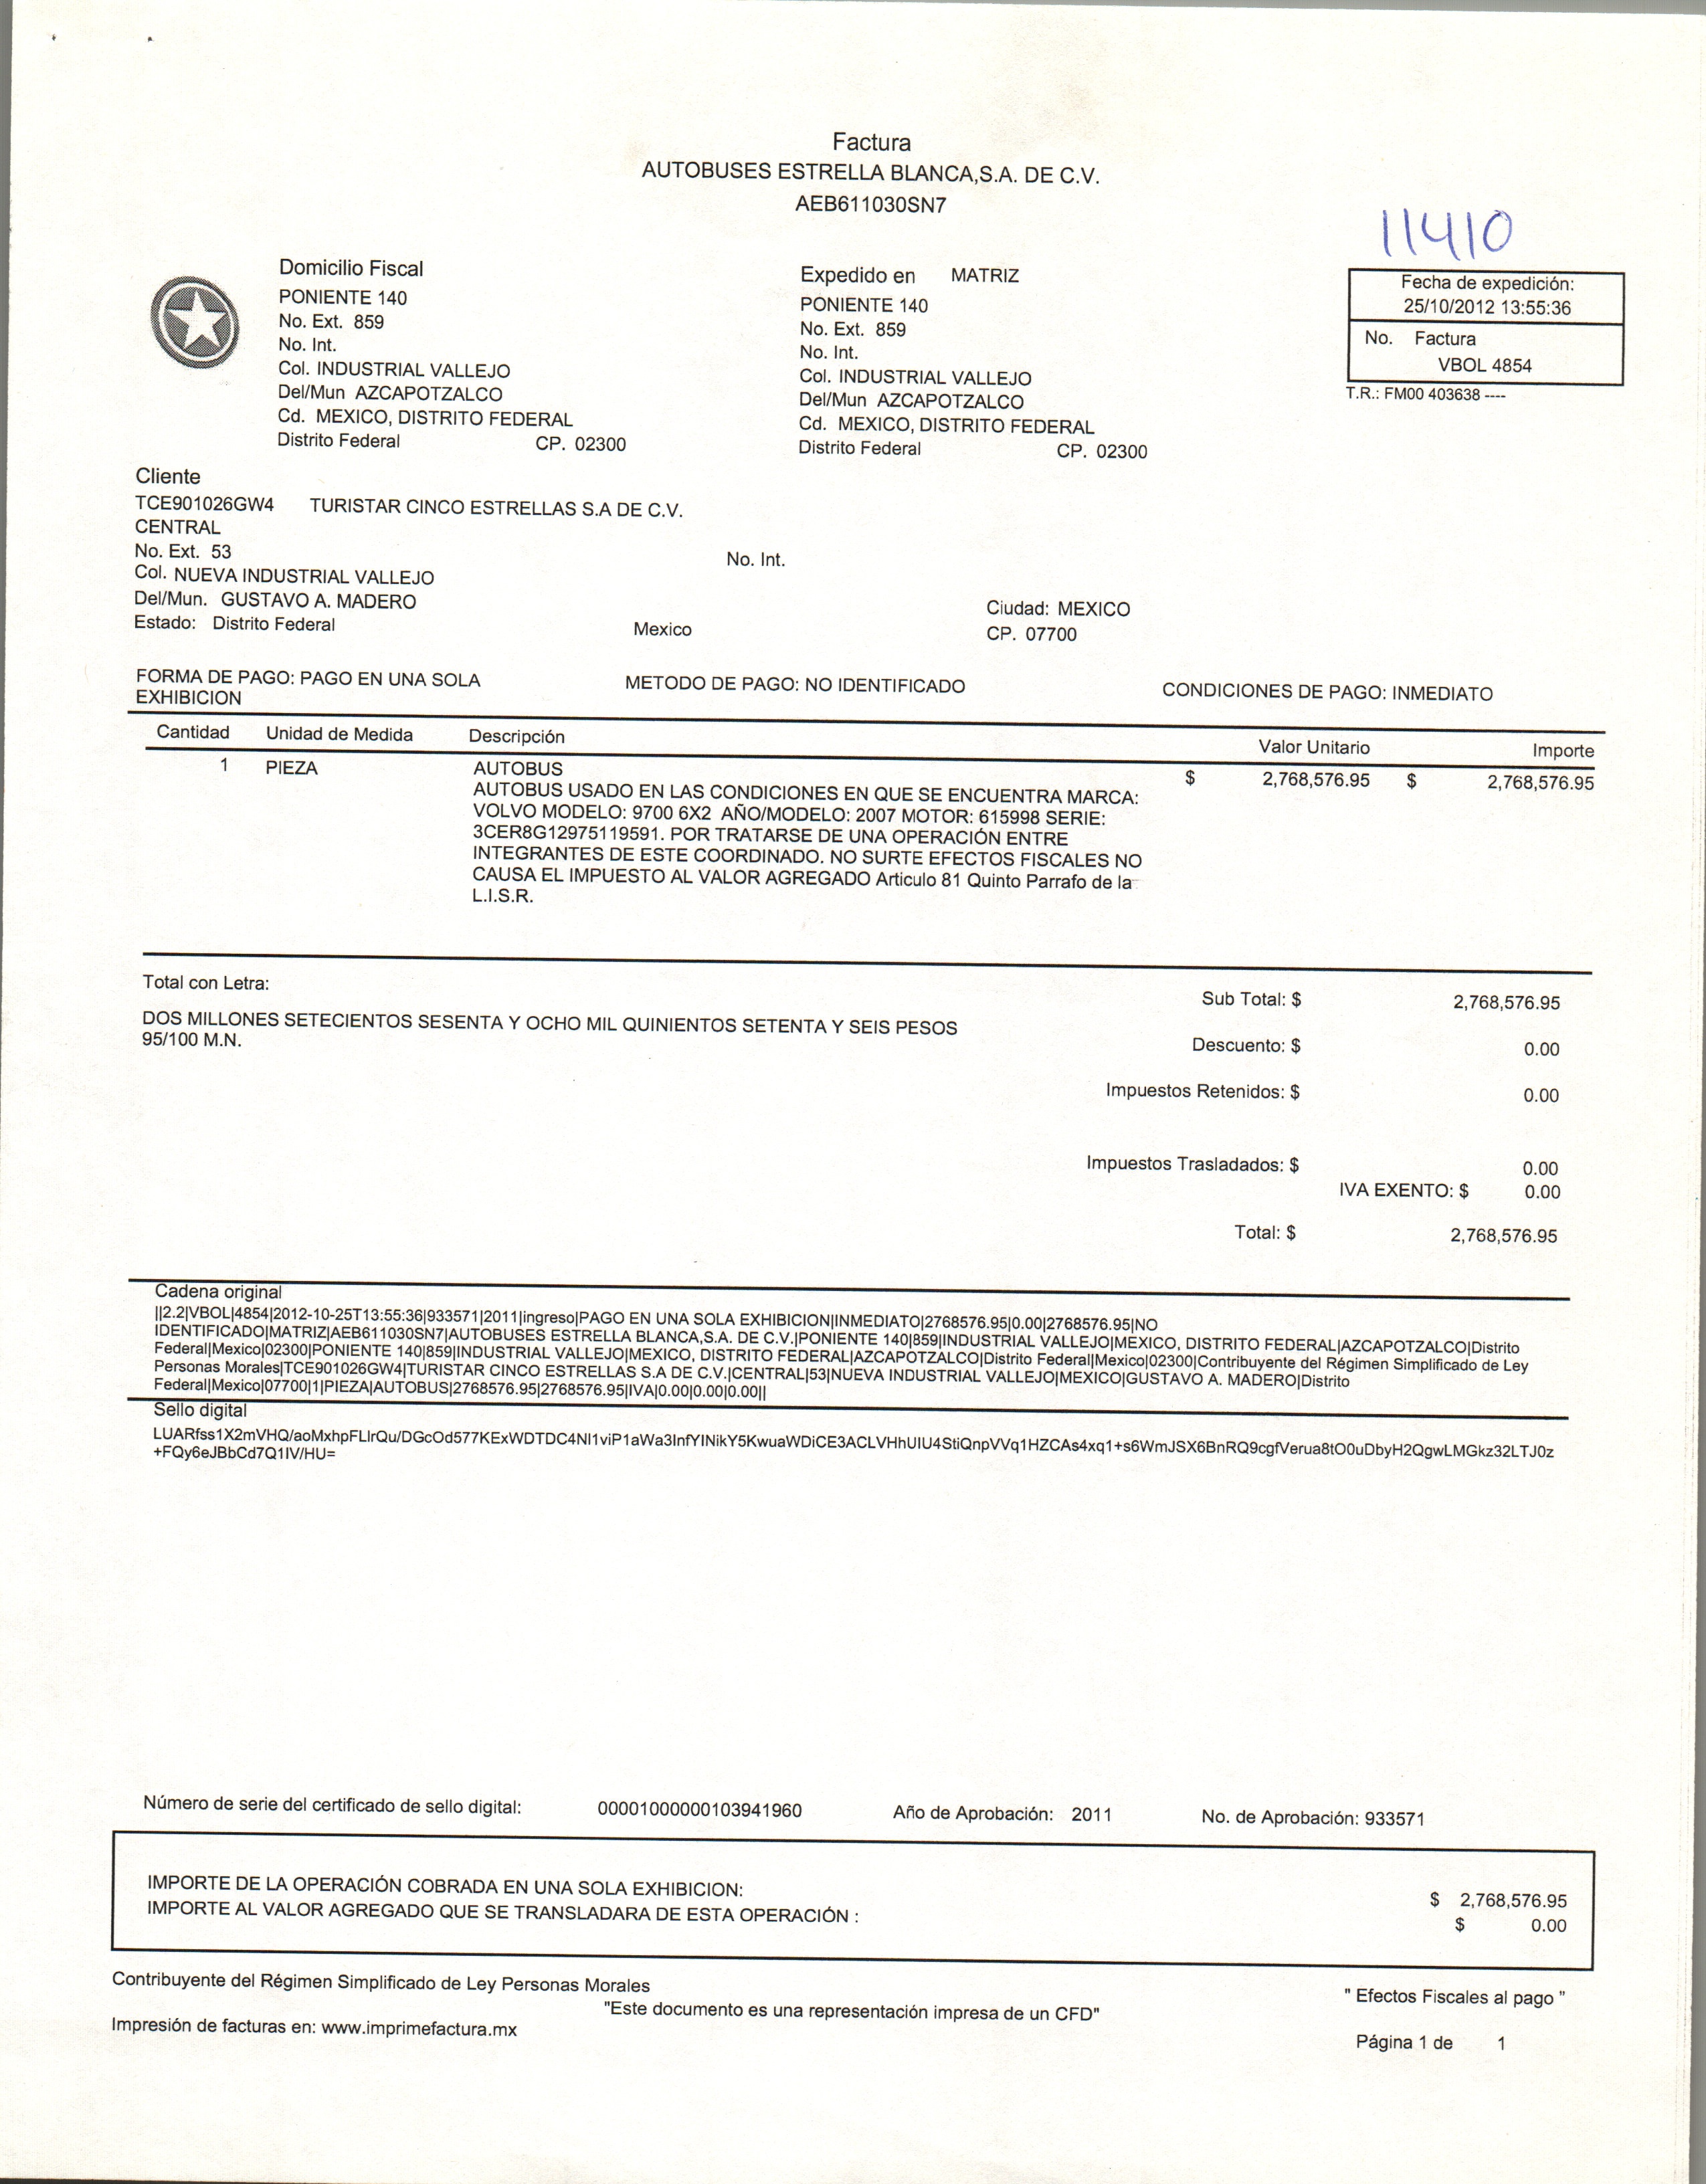 Factura
AUTOBUSES ESTRELLA BLANCA,S.A. DE C.V.
AEB611030SN7
11410
Domicilio Fiscal
PONIENTE 140
No. Ext. 859
No. Int.
Col. INDUSTRIAL VALLEJO
Del/Mun AZCAPOTZALCO
Cd. MEXICO, DISTRITO FEDERAL
Distrito Federal CP. 02300
Expedido en MATRIZ
PONIENTE 140
No. Ext. 859
No. Int.
Col. INDUSTRIAL VALLEJO
Del/Mun AZCAPOTZALCO
Cd. MEXICO, DISTRITO FEDERAL
Distrito Federal CP. 02300
Fecha de expedición:
25/10/2012 13:55:36
No. Factura
VBOL 4854
T.R.: FM00 403638 ----
Cliente
TCE901026GW4 TURISTAR CINCO ESTRELLAS S.A DE C.V.
CENTRAL
No. Ext. 53 No. Int.
Col. NUEVA INDUSTRIAL VALLEJO
Del/Mun. GUSTAVO A. MADERO Ciudad: MEXICO
Estado: Distrito Federal Mexico CP. 07700
FORMA DE PAGO: PAGO EN UNA SOLA
EXHIBICION
METODO DE PAGO: NO IDENTIFICADO
CONDICIONES DE PAGO: INMEDIATO
Cantidad Unidad de Medida Descripción Valor Unitario Importe
1 PIEZA AUTOBUS $ 2,768,576.95 $ 2,768,576.95
AUTOBUS USADO EN LAS CONDICIONES EN QUE SE ENCUENTRA MARCA:
VOLVO MODELO: 9700 6X2 AÑO/MODELO: 2007 MOTOR: 615998 SERIE:
3CER8G12975119591. POR TRATARSE DE UNA OPERACIÓN ENTRE
INTEGRANTES DE ESTE COORDINADO. NO SURTE EFECTOS FISCALES NO
CAUSA EL IMPUESTO AL VALOR AGREGADO Articulo 81 Quinto Parrafo de la
L.I.S.R.
Total con Letra:
DOS MILLONES SETECIENTOS SESENTA Y OCHO MIL QUINIENTOS SETENTA Y SEIS PESOS
95/100 M.N.
Sub Total: $ 2,768,576.95
Descuento: $ 0.00
Impuestos Retenidos: $ 0.00
Impuestos Trasladados: $ 0.00
IVA EXENTO: $ 0.00
Total: $ 2,768,576.95
Cadena original
||2.2|VBOL|4854|2012-10-25T13:55:36|933571|2011|ingreso|PAGO EN UNA SOLA EXHIBICION|INMEDIATO|2768576.95|0.00|2768576.95|NO
IDENTIFICADO|MATRIZ|AEB611030SN7|AUTOBUSES ESTRELLA BLANCA,S.A. DE C.V.|PONIENTE 140|859|INDUSTRIAL VALLEJO|MEXICO, DISTRITO FEDERAL|AZCAPOTZALCO|Distrito
Federal|Mexico|02300|PONIENTE 140|859|INDUSTRIAL VALLEJO|MEXICO, DISTRITO FEDERAL|AZCAPOTZALCO|Distrito Federal|Mexico|02300|Contribuyente del Régimen Simplificado de Ley
Personas Morales|TCE901026GW4|TURISTAR CINCO ESTRELLAS S.A DE C.V.|CENTRAL|53|NUEVA INDUSTRIAL VALLEJO|MEXICO|GUSTAVO A. MADERO|Distrito
Federal|Mexico|07700|1|PIEZA|AUTOBUS|2768576.95|2768576.95|IVA|0.00|0.00|0.00||
Sello digital
LUARfss1X2mVHQ/aoMxhpFLIrQu/DGcOd577KExWDTDC4NI1viP1aWa3InfYINikY5KwuaWDiCE3ACLVHhUIU4StiQnpVVq1HZCAs4xq1+s6WmJSX6BnRQ9cgfVerua8tO0uDbyH2QgwLMGkz32LTJ0z
+FQy6eJBbCd7Q1IV/HU=
Número de serie del certificado de sello digital: 00001000000103941960 Año de Aprobación: 2011 No. de Aprobación: 933571
IMPORTE DE LA OPERACIÓN COBRADA EN UNA SOLA EXHIBICION: $ 2,768,576.95
IMPORTE AL VALOR AGREGADO QUE SE TRANSLADARA DE ESTA OPERACIÓN : $ 0.00
Contribuyente del Régimen Simplificado de Ley Personas Morales
" Efectos Fiscales al pago "
"Este documento es una representación impresa de un CFD"
Impresión de facturas en: www.imprimefactura.mx
Página 1 de 1